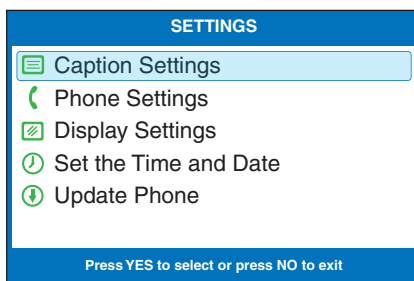 SETTINGS
Caption Settings
Phone Settings
Display Settings
Set the Time and Date
Update Phone
Press YES to select or press NO to exit